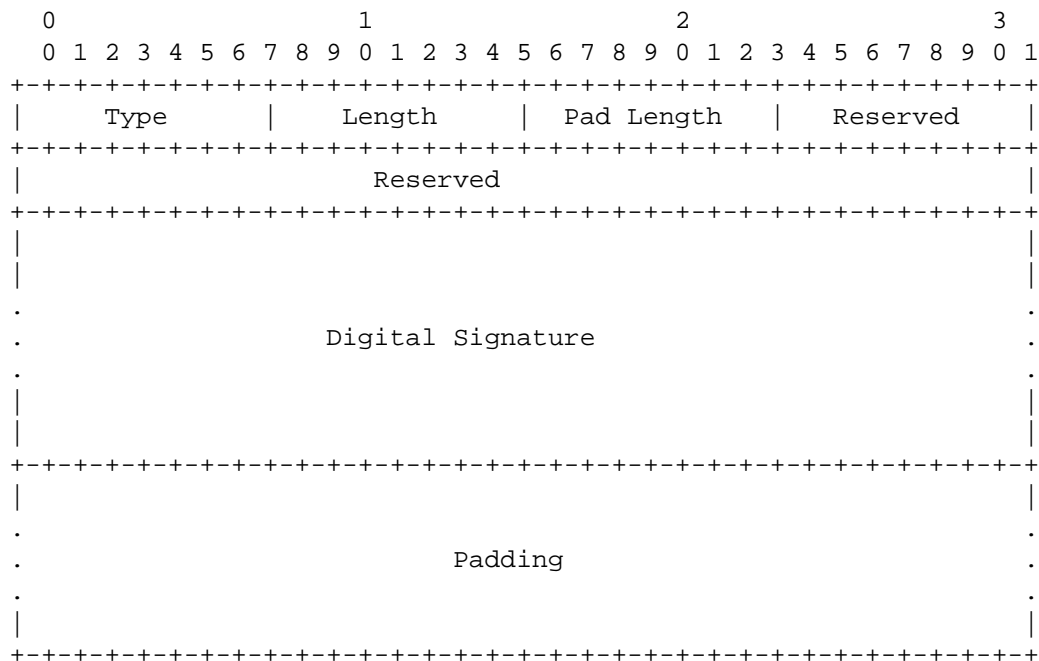 0                   1                   2                   3
 0 1 2 3 4 5 6 7 8 9 0 1 2 3 4 5 6 7 8 9 0 1 2 3 4 5 6 7 8 9 0 1
+-+-+-+-+-+-+-+-+-+-+-+-+-+-+-+-+-+-+-+-+-+-+-+-+-+-+-+-+-+-+-+-+
|     Type      |    Length     |  Pad Length   |   Reserved    |
+-+-+-+-+-+-+-+-+-+-+-+-+-+-+-+-+-+-+-+-+-+-+-+-+-+-+-+-+-+-+-+-+
|                      Reserved                                 |
+-+-+-+-+-+-+-+-+-+-+-+-+-+-+-+-+-+-+-+-+-+-+-+-+-+-+-+-+-+-+-+-+
|                                                               |
|                                                               |
.                                                               .
.                   Digital Signature                           .
.                                                               .
|                                                               |
|                                                               |
+-+-+-+-+-+-+-+-+-+-+-+-+-+-+-+-+-+-+-+-+-+-+-+-+-+-+-+-+-+-+-+-+
|                                                               |
.                                                               .
.                           Padding                             .
.                                                               .
|                                                               |
+-+-+-+-+-+-+-+-+-+-+-+-+-+-+-+-+-+-+-+-+-+-+-+-+-+-+-+-+-+-+-+-+